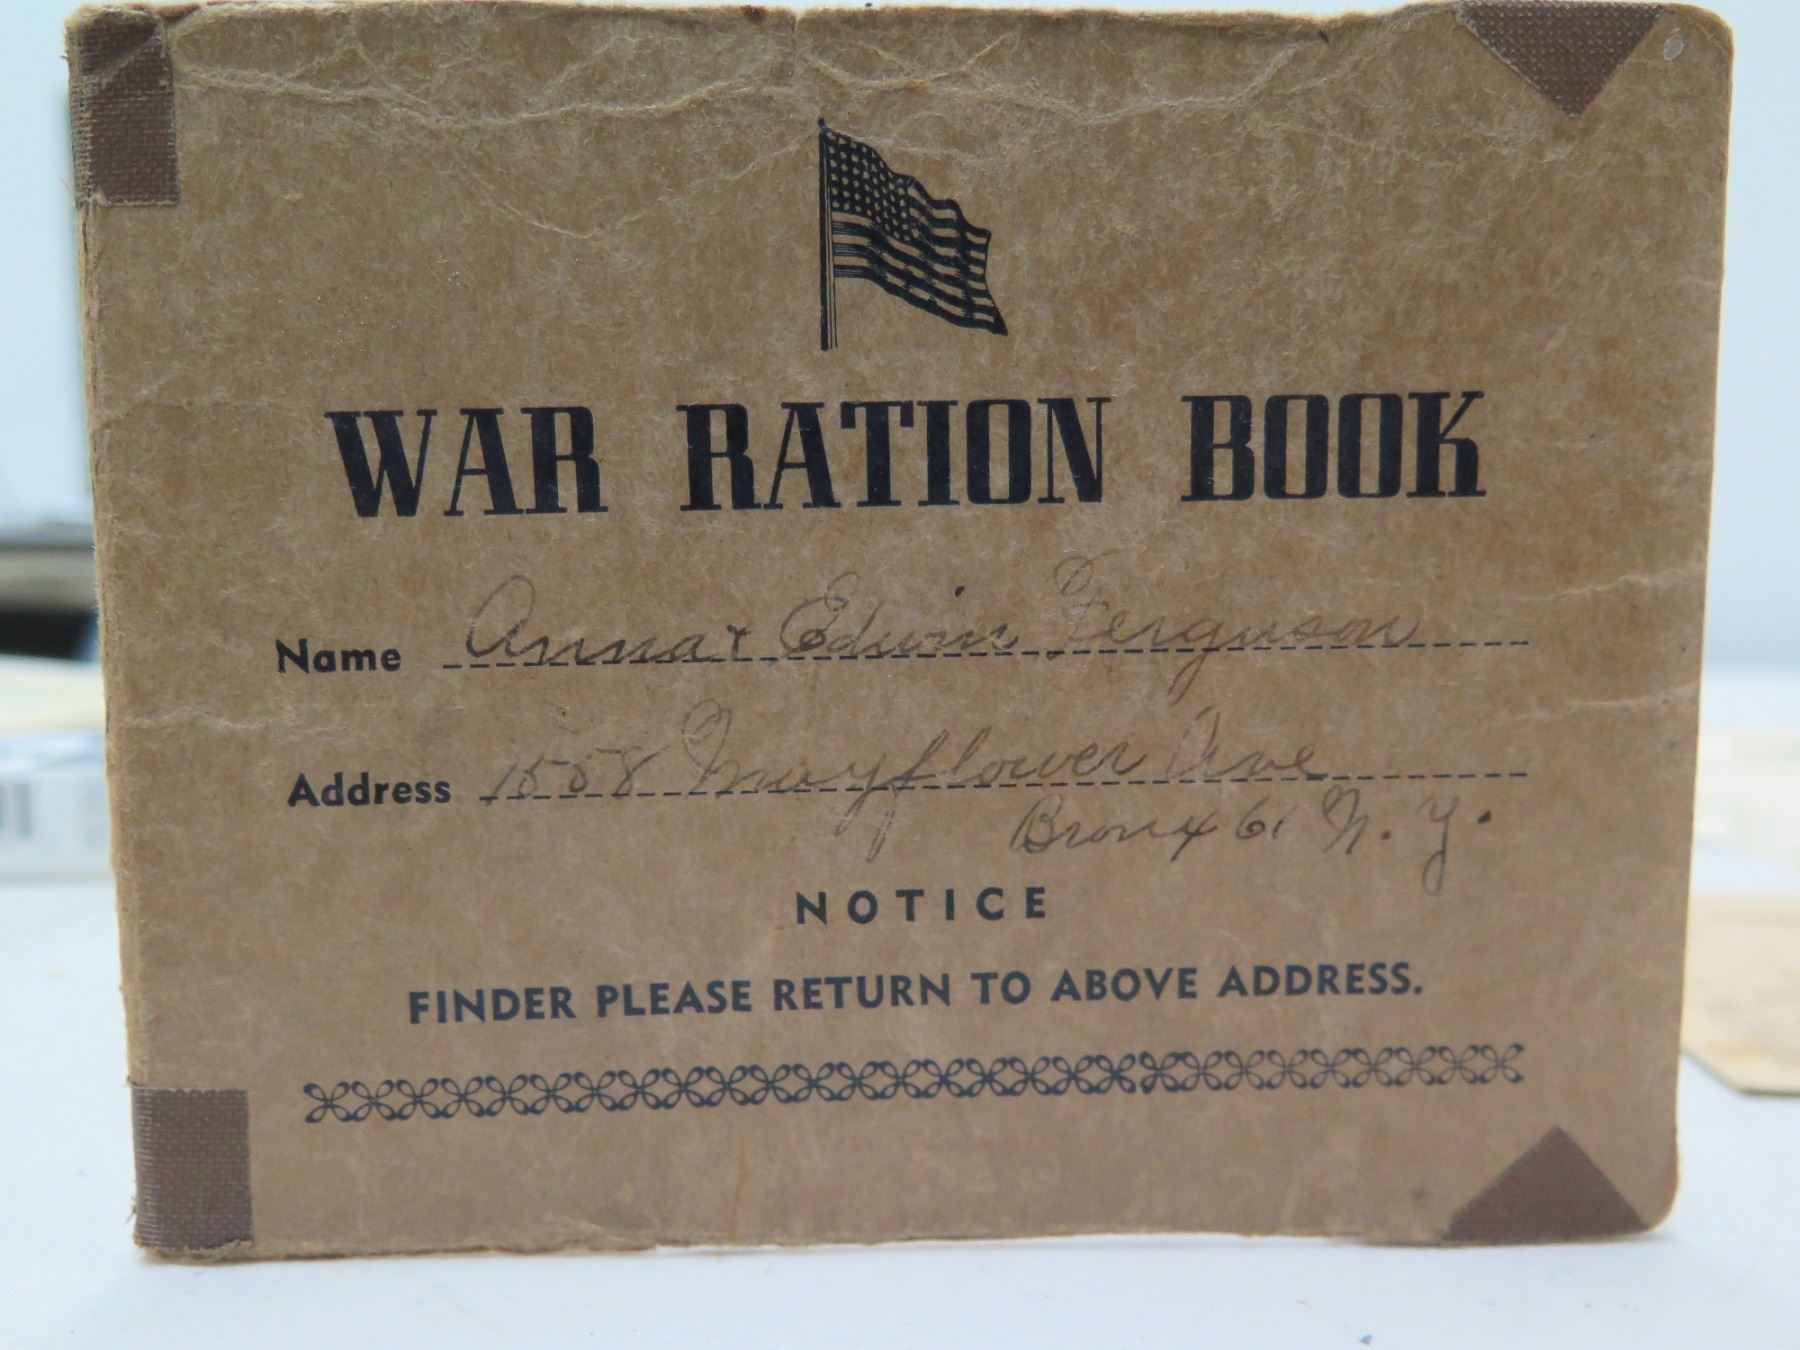 WAR RATION BOOK
Name Anna & Edwin Ferguson
Address 1558 Mayflower Ave
Bronx 61 N. Y.
NOTICE
FINDER PLEASE RETURN TO ABOVE ADDRESS.